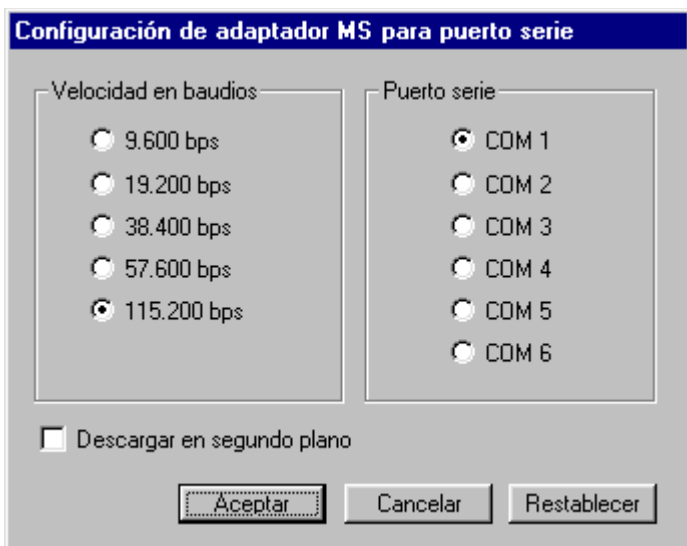 Configuración de adaptador MS para puerto serie
Velocidad en baudios
9.600 bps
19.200 bps
38.400 bps
57.600 bps
115.200 bps
Puerto serie
COM 1
COM 2
COM 3
COM 4
COM 5
COM 6
Descargar en segundo plano
Aceptar
Cancelar
Restablecer